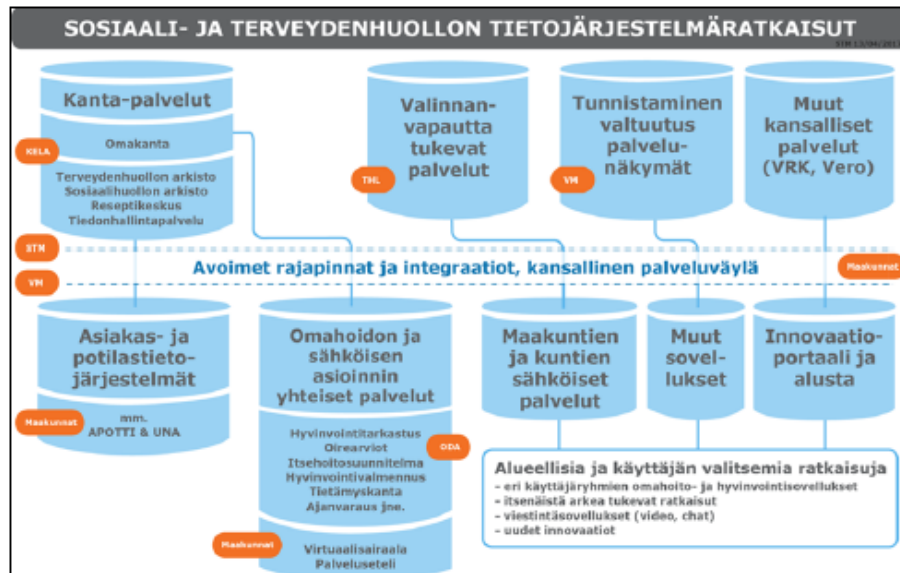 SOSIAALI- JA TERVEYDENHUOLLON TIETOJÄRJESTELMÄRATKAISUT
Kanta-palvelut
Omakanta
KELA
Terveydenhuollon arkisto
Sosiaalihuollon arkisto
Reseptikeskus
Tiedonhallintapalvelu
Valinnan-
vapautta
tukevat
palvelut
THL
Tunnistaminen
valtuutus
palvelu-
näkymät
VM
Muut
kansalliset
palvelut
(VRK, Vero)
STM
Avoimet rajapinnat ja integraatiot, kansallinen palveluväylä
Maakunnat
VM
Asiakas- ja
potilastieto-
järjestelmät
Maakunnat
mm.
APOTTI & UNA
Omahoidon ja
sähköisen
asioinnin
yhteiset palvelut
Hyvinvointitarkastus
Oirearviot
Itsehoitosuunnitelma
Hyvinvointivalmennus
Tietämyskanta
Ajanvaraus jne.
ODA
Maakunnat
Virtuaalisairaala
Palveluseteli
Maakuntien
ja kuntien
sähköiset
palvelut
Muut
sovel-
lukset
Innovaatio-
portaali ja
alusta
Alueellisia ja käyttäjän valitsemia ratkaisuja
- eri käyttäjäryhmien omahoito- ja hyvinvointisovellukset
- itsenäistä arkea tukevat ratkaisut
- viestintäsovellukset (video, chat)
- uudet innovaatiot